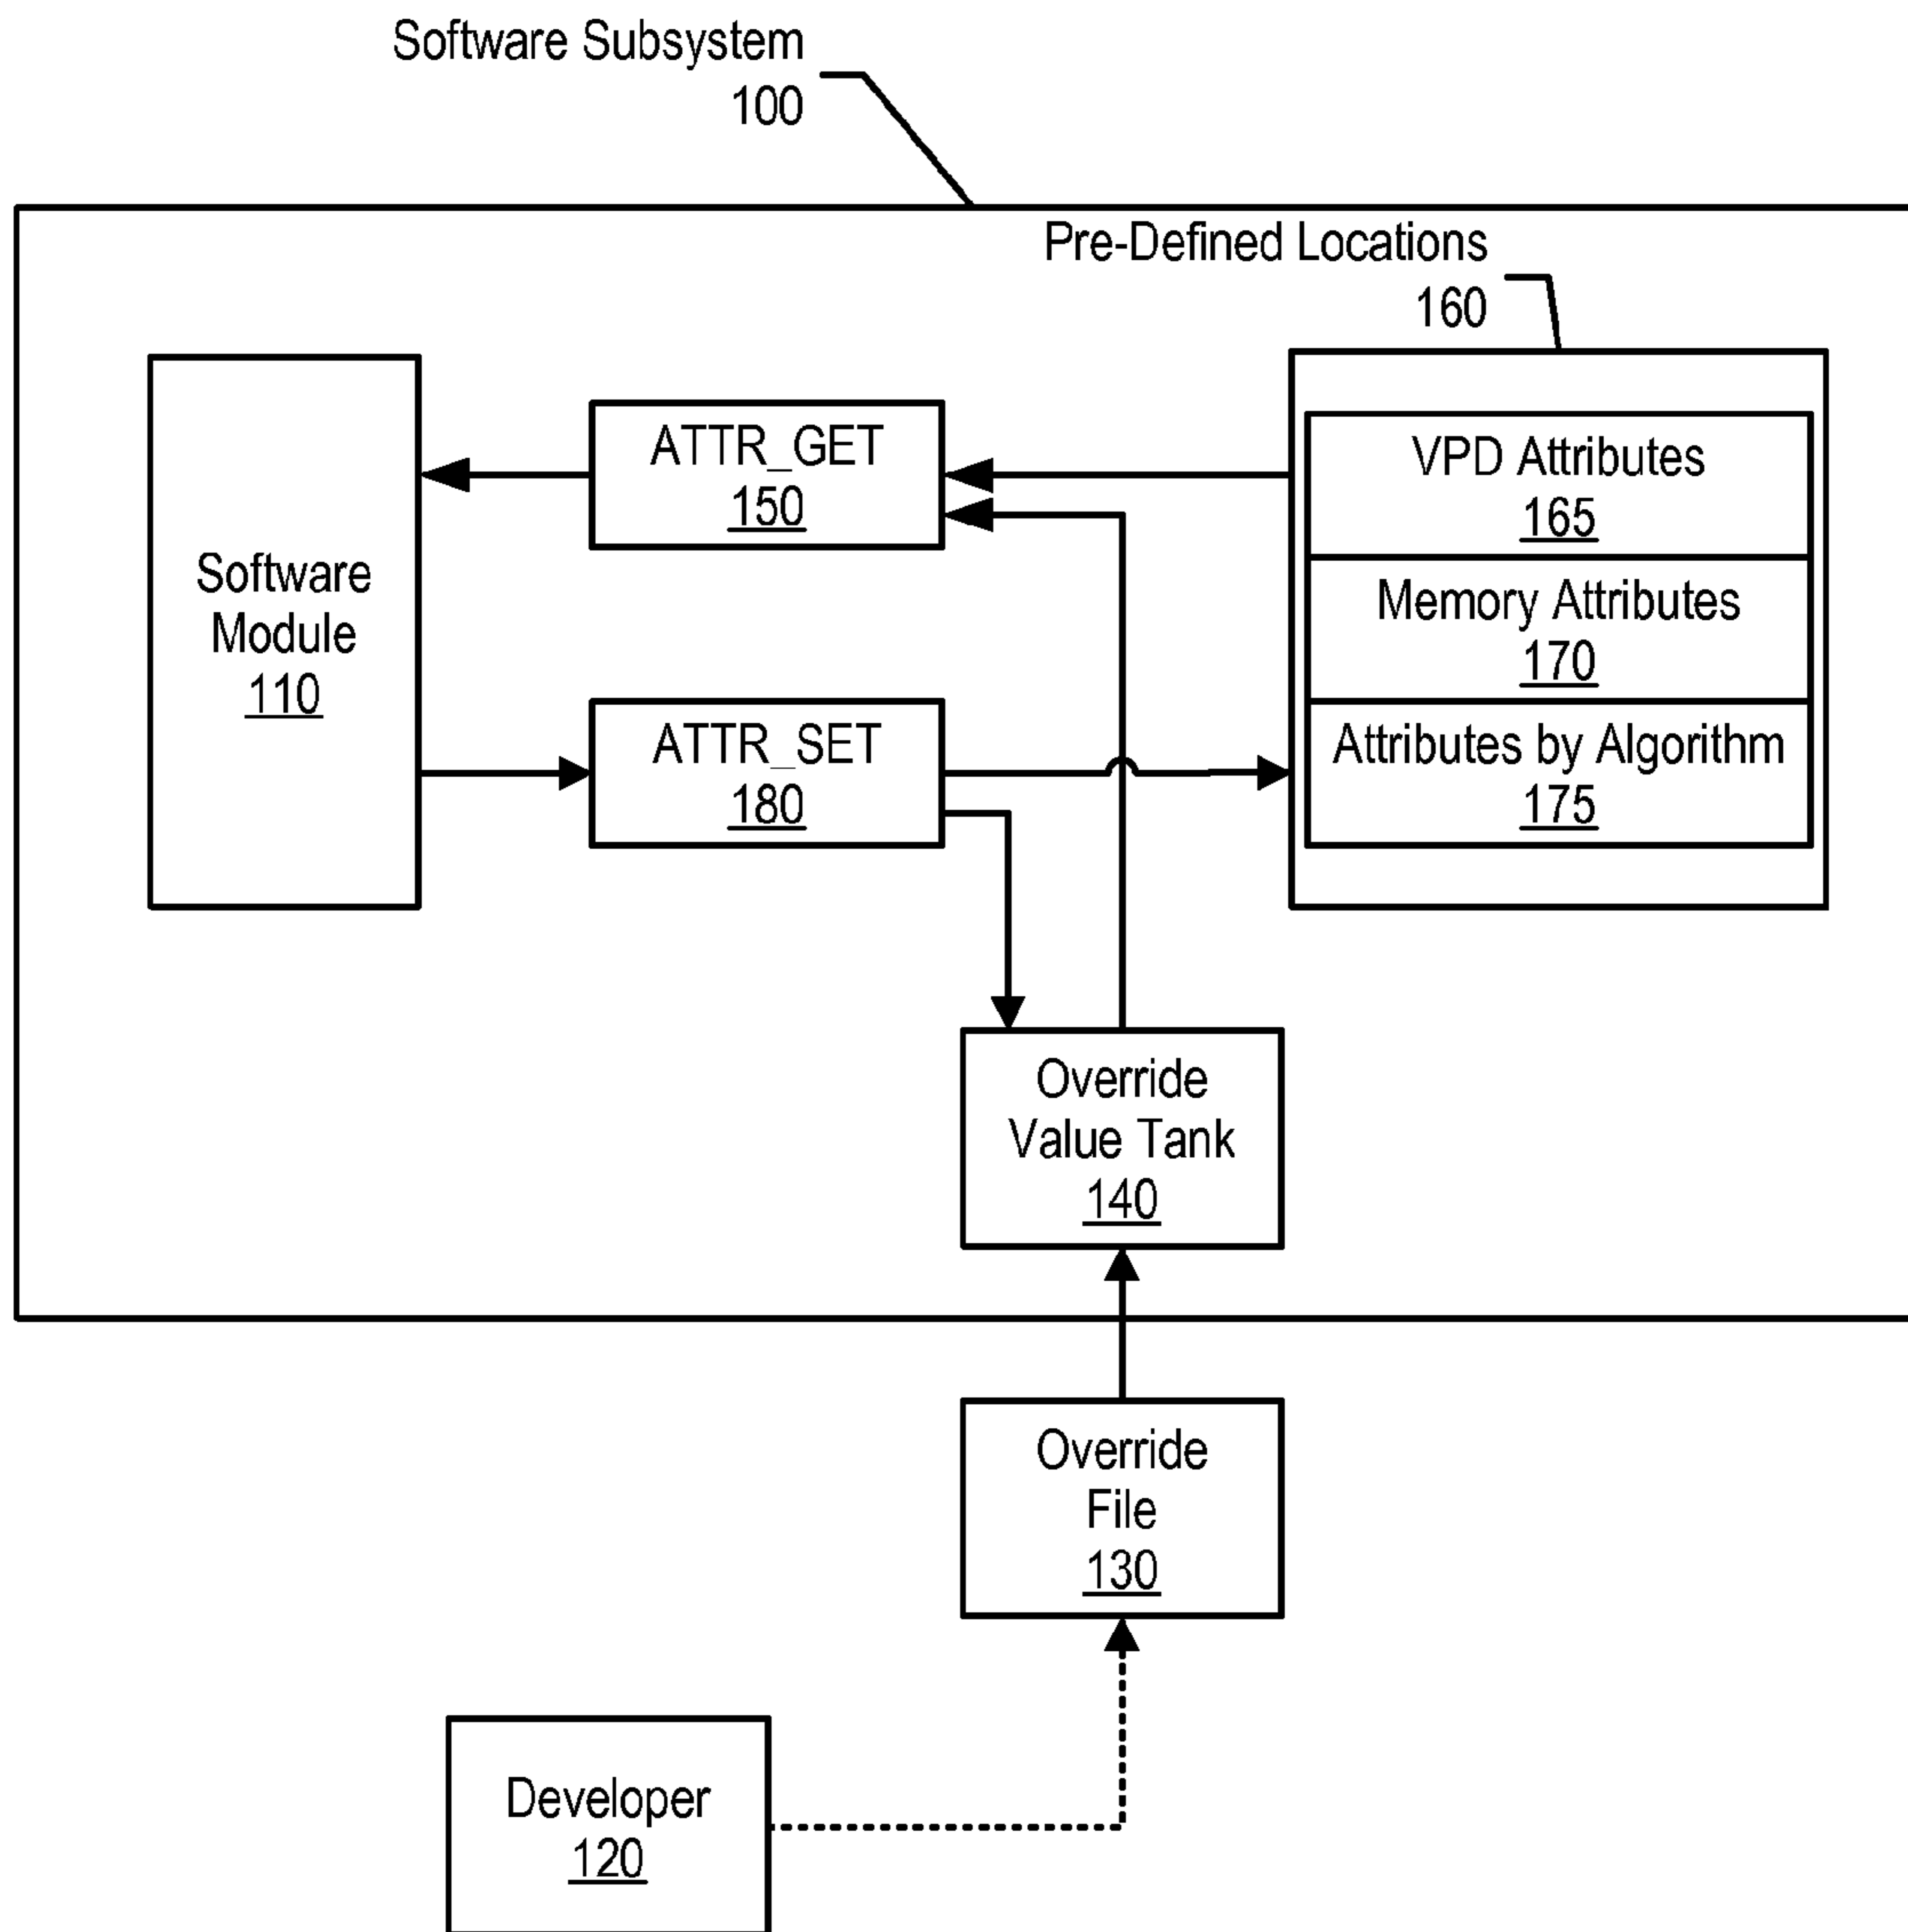 Software Subsystem
100
Pre-Defined Locations
160
Software
Module
110
ATTR_GET
150
ATTR_SET
180
VPD Attributes
165
Memory Attributes
170
Attributes by Algorithm
175
Override
Value Tank
140
Override
File
130
Developer
120